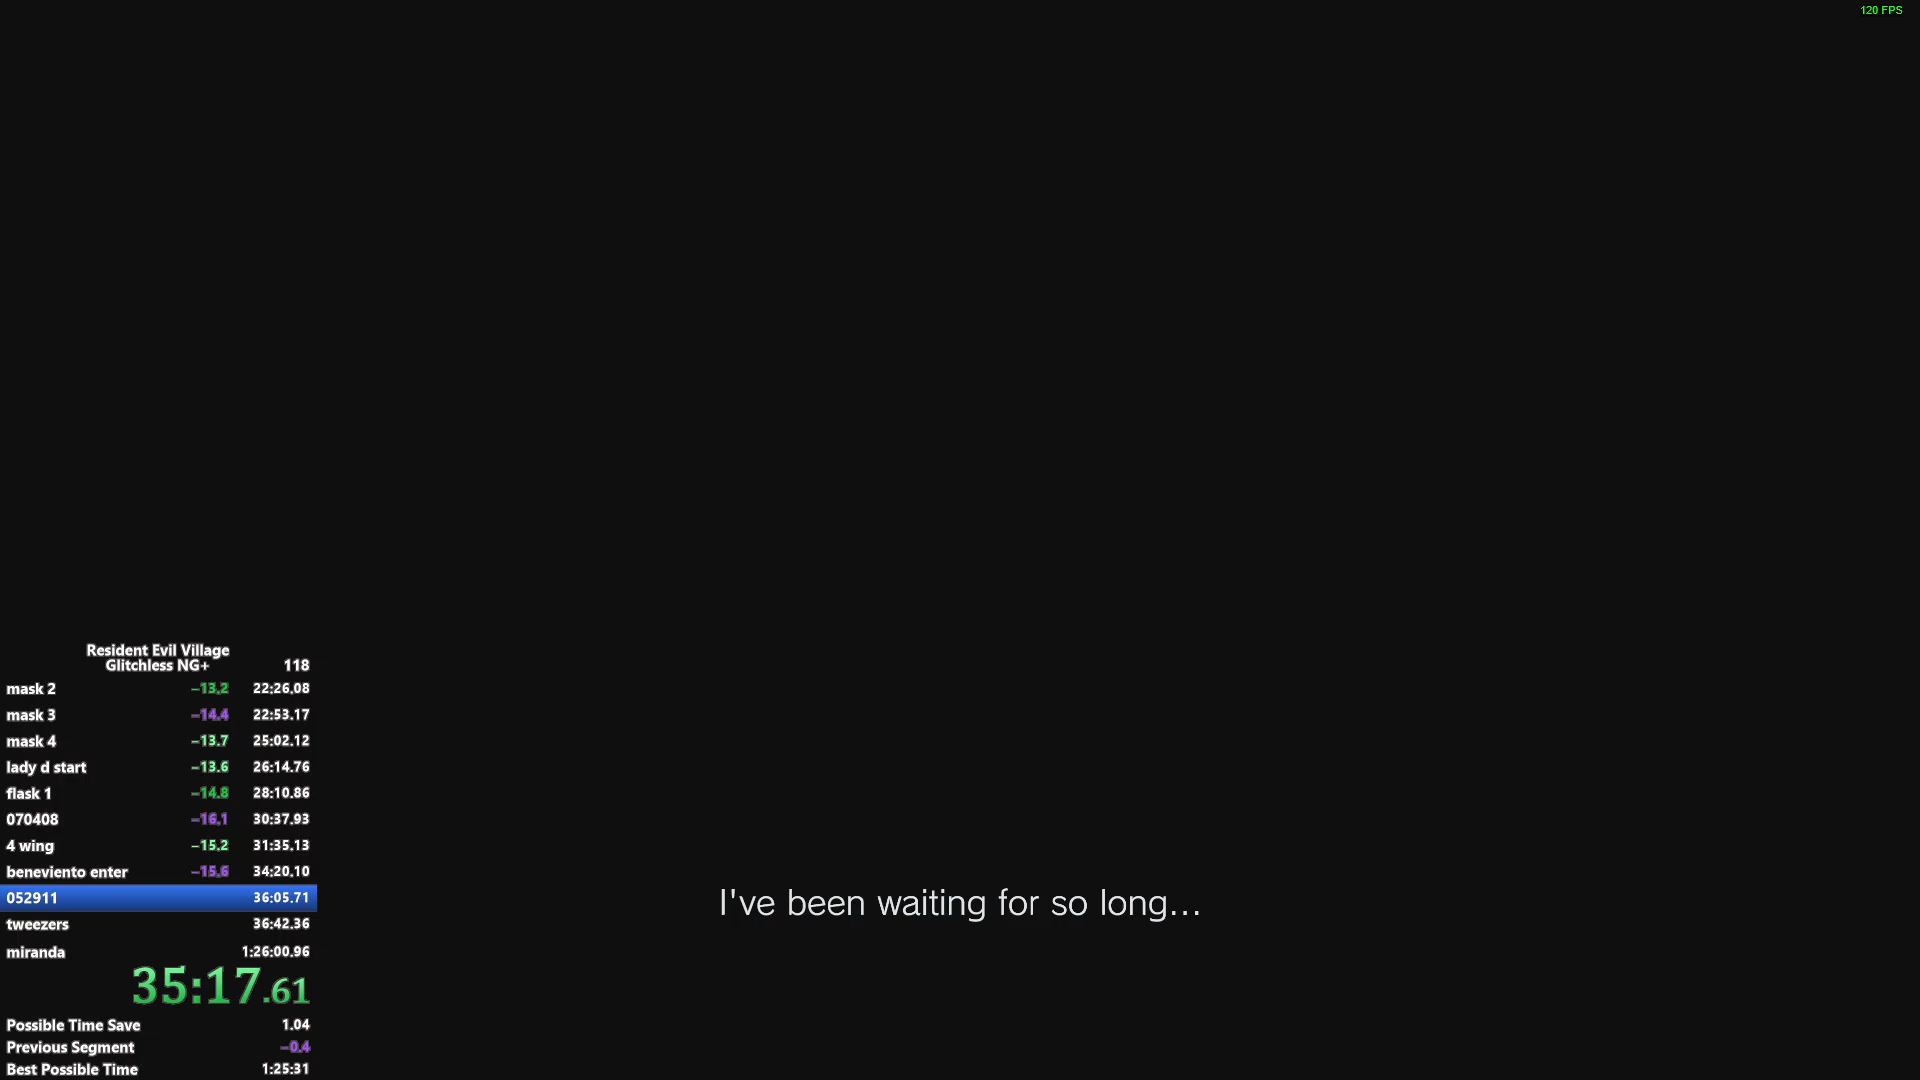 120 FPS
Resident Evil Village
Glitchless NG+ 118
mask 2 −13.2 22:26.08
mask 3 −14.4 22:53.17
mask 4 −13.7 25:02.12
lady d start −13.6 26:14.76
flask 1 −14.8 28:10.86
070408 −16.1 30:37.93
4 wing −15.2 31:35.13
beneviento enter −15.6 34:20.10
052911 36:05.71
I've been waiting for so long...
tweezers 36:42.36
miranda 1:26:00.96
35:17.61
Possible Time Save 1.04
Previous Segment −0.4
Best Possible Time 1:25:31